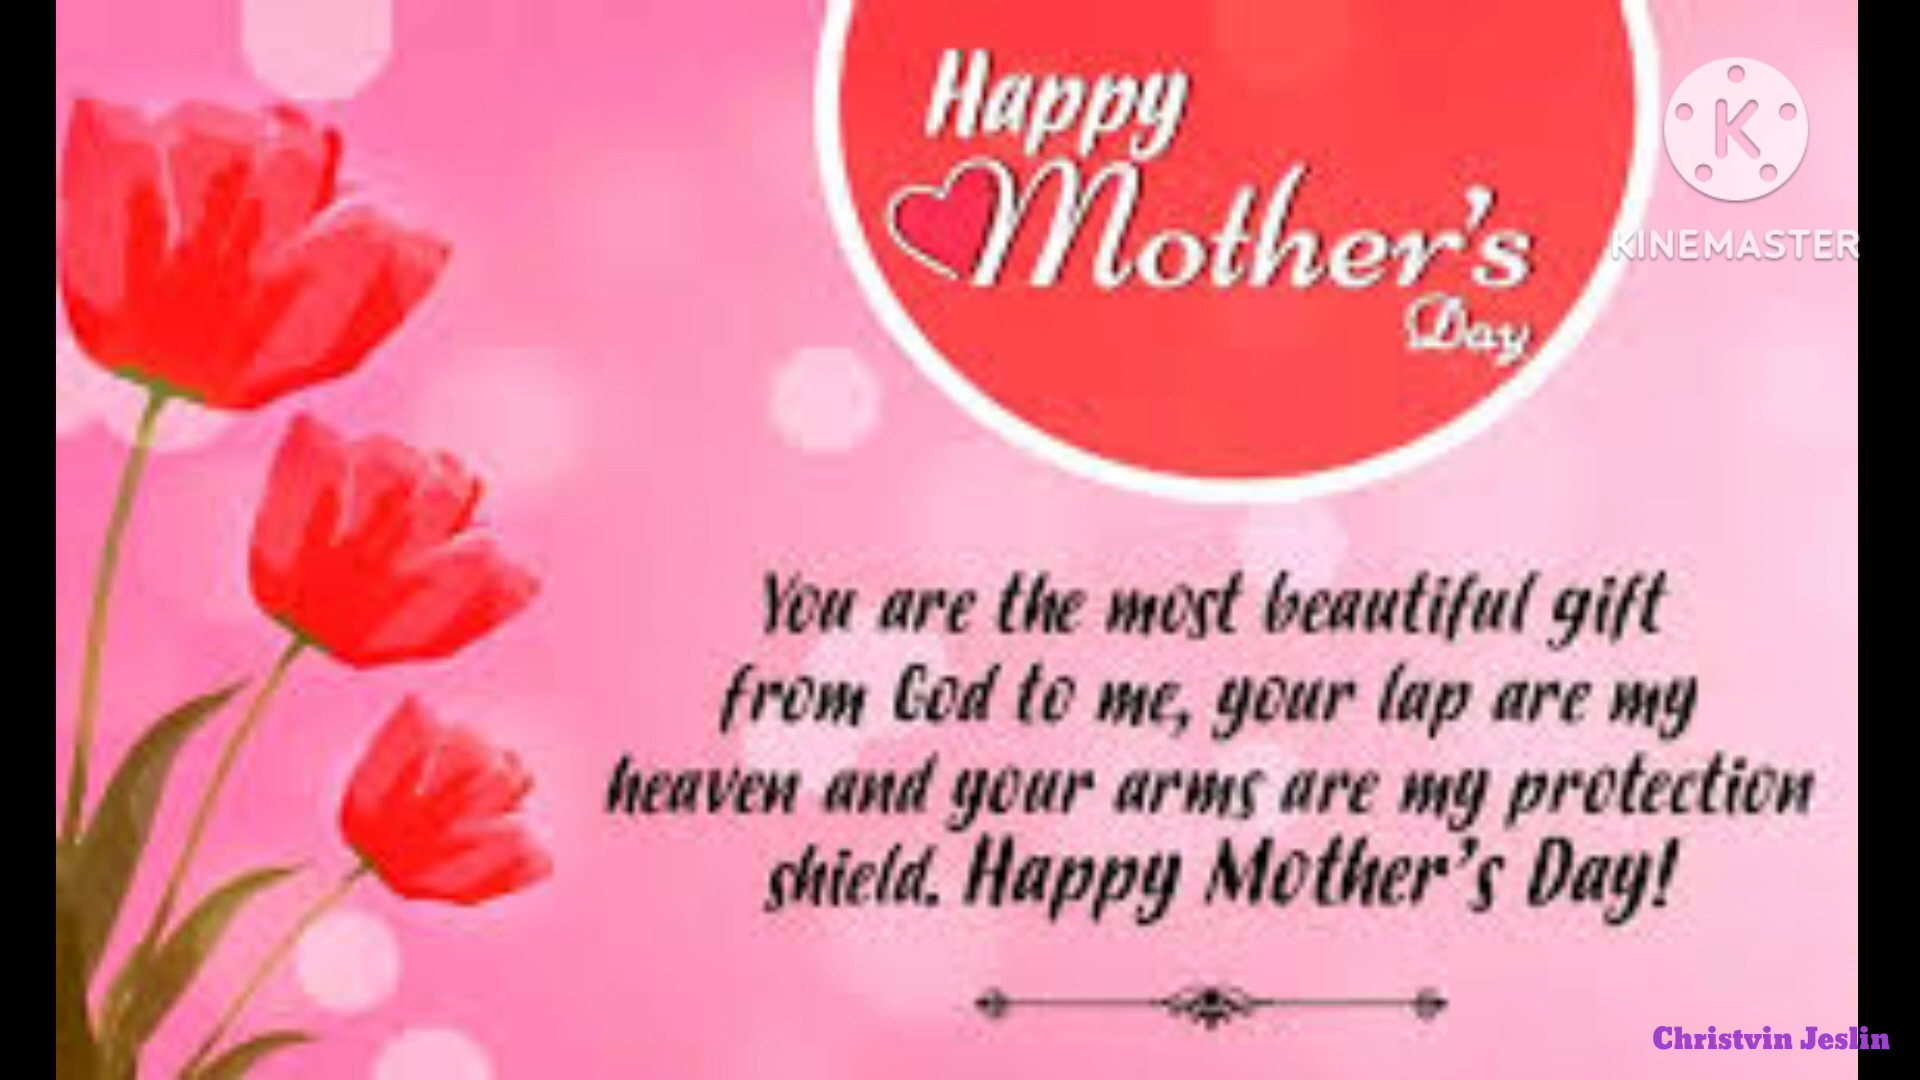 Happy
Mother's
Day
K
KINEMASTER
You are the most beautiful gift
from God to me, your lap are my
heaven and your arms are my protection
shield. Happy Mother's Day!
Christvin Jeslin